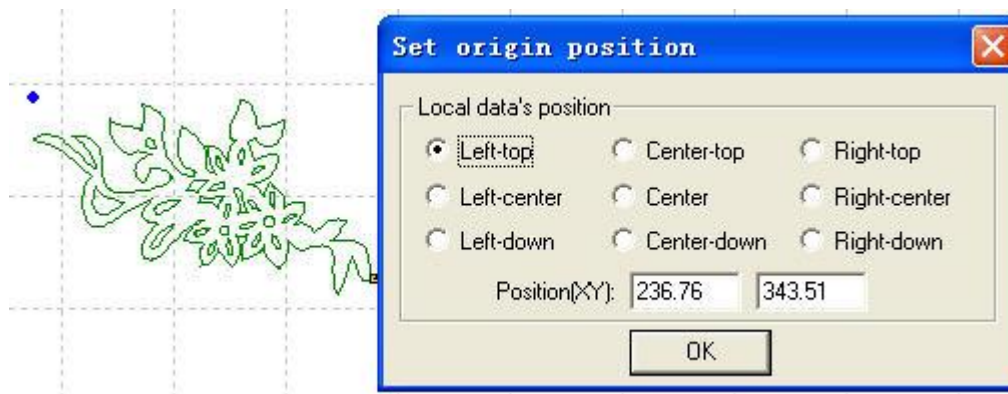 Set origin position
Local data's position
Left-top Center-top Right-top
Left-center Center Right-center
Left-down Center-down Right-down
Position(XY): 236.76 343.51
OK